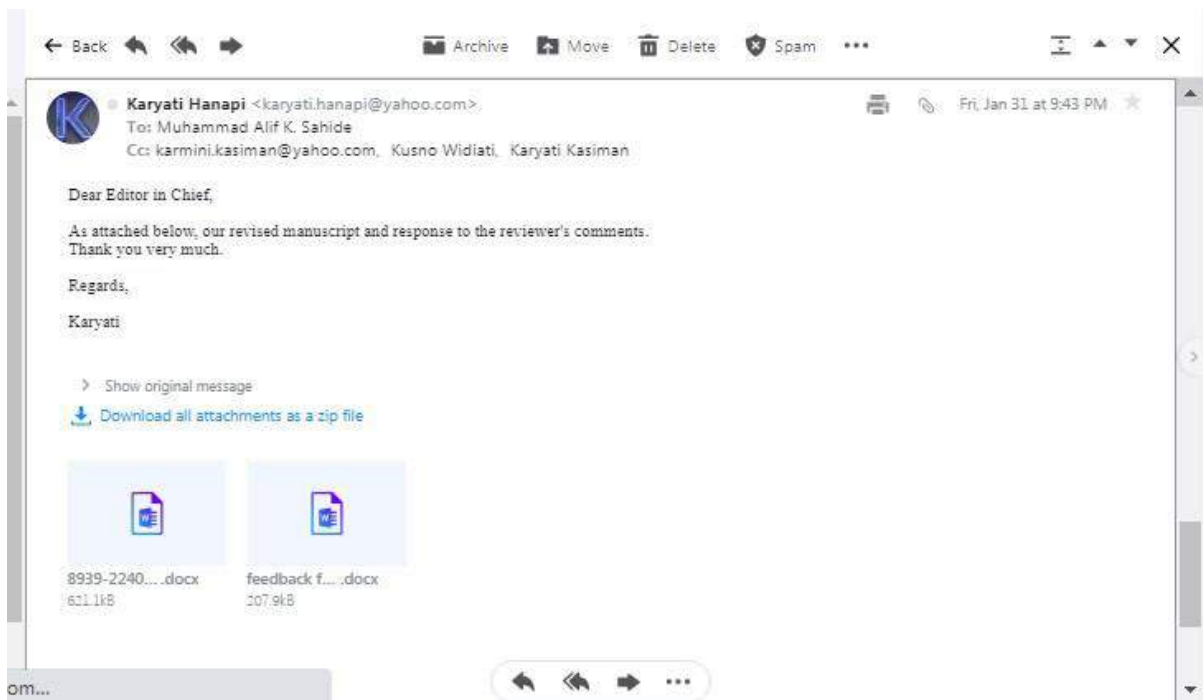 ← Back Archive Move Delete Spam •••
K
Karyati Hanapi <karyati.hanapi@yahoo.com> Fri, Jan 31 at 9:43 PM
To: Muhammad Alif K. Sahide
Cc: karmini.kasiman@yahoo.com, Kusno Widiati, Karyati Kasiman
Dear Editor in Chief,
As attached below, our revised manuscript and response to the reviewer's comments.
Thank you very much.
Regards,
Karyati
> Show original message
Download all attachments as a zip file
8939-2240... .docx feedback f... .docx
621.1kB 207.9kB
om...